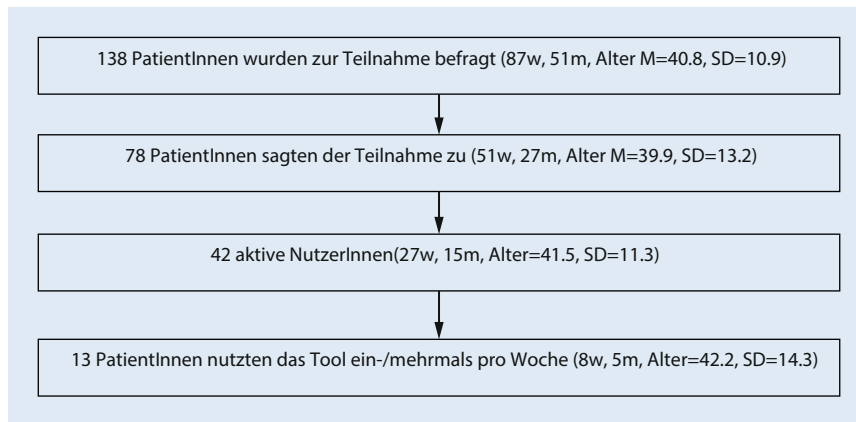 138 PatientInnen wurden zur Teilnahme befragt (87w, 51m, Alter M=40.8, SD=10.9)
78 PatientInnen sagten der Teilnahme zu (51w, 27m, Alter M=39.9, SD=13.2)
42 aktive NutzerInnen(27w, 15m, Alter=41.5, SD=11.3)
13 PatientInnen nutzten das Tool ein-/mehrmals pro Woche (8w, 5m, Alter=42.2, SD=14.3)